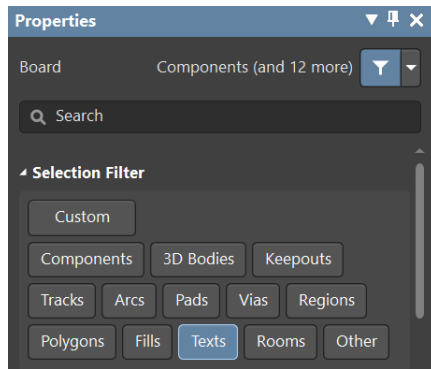 Properties
Board Components (and 12 more)
Search
Selection Filter
Custom
Components 3D Bodies Keepouts
Tracks Arcs Pads Vias Regions
Polygons Fills Texts Rooms Other